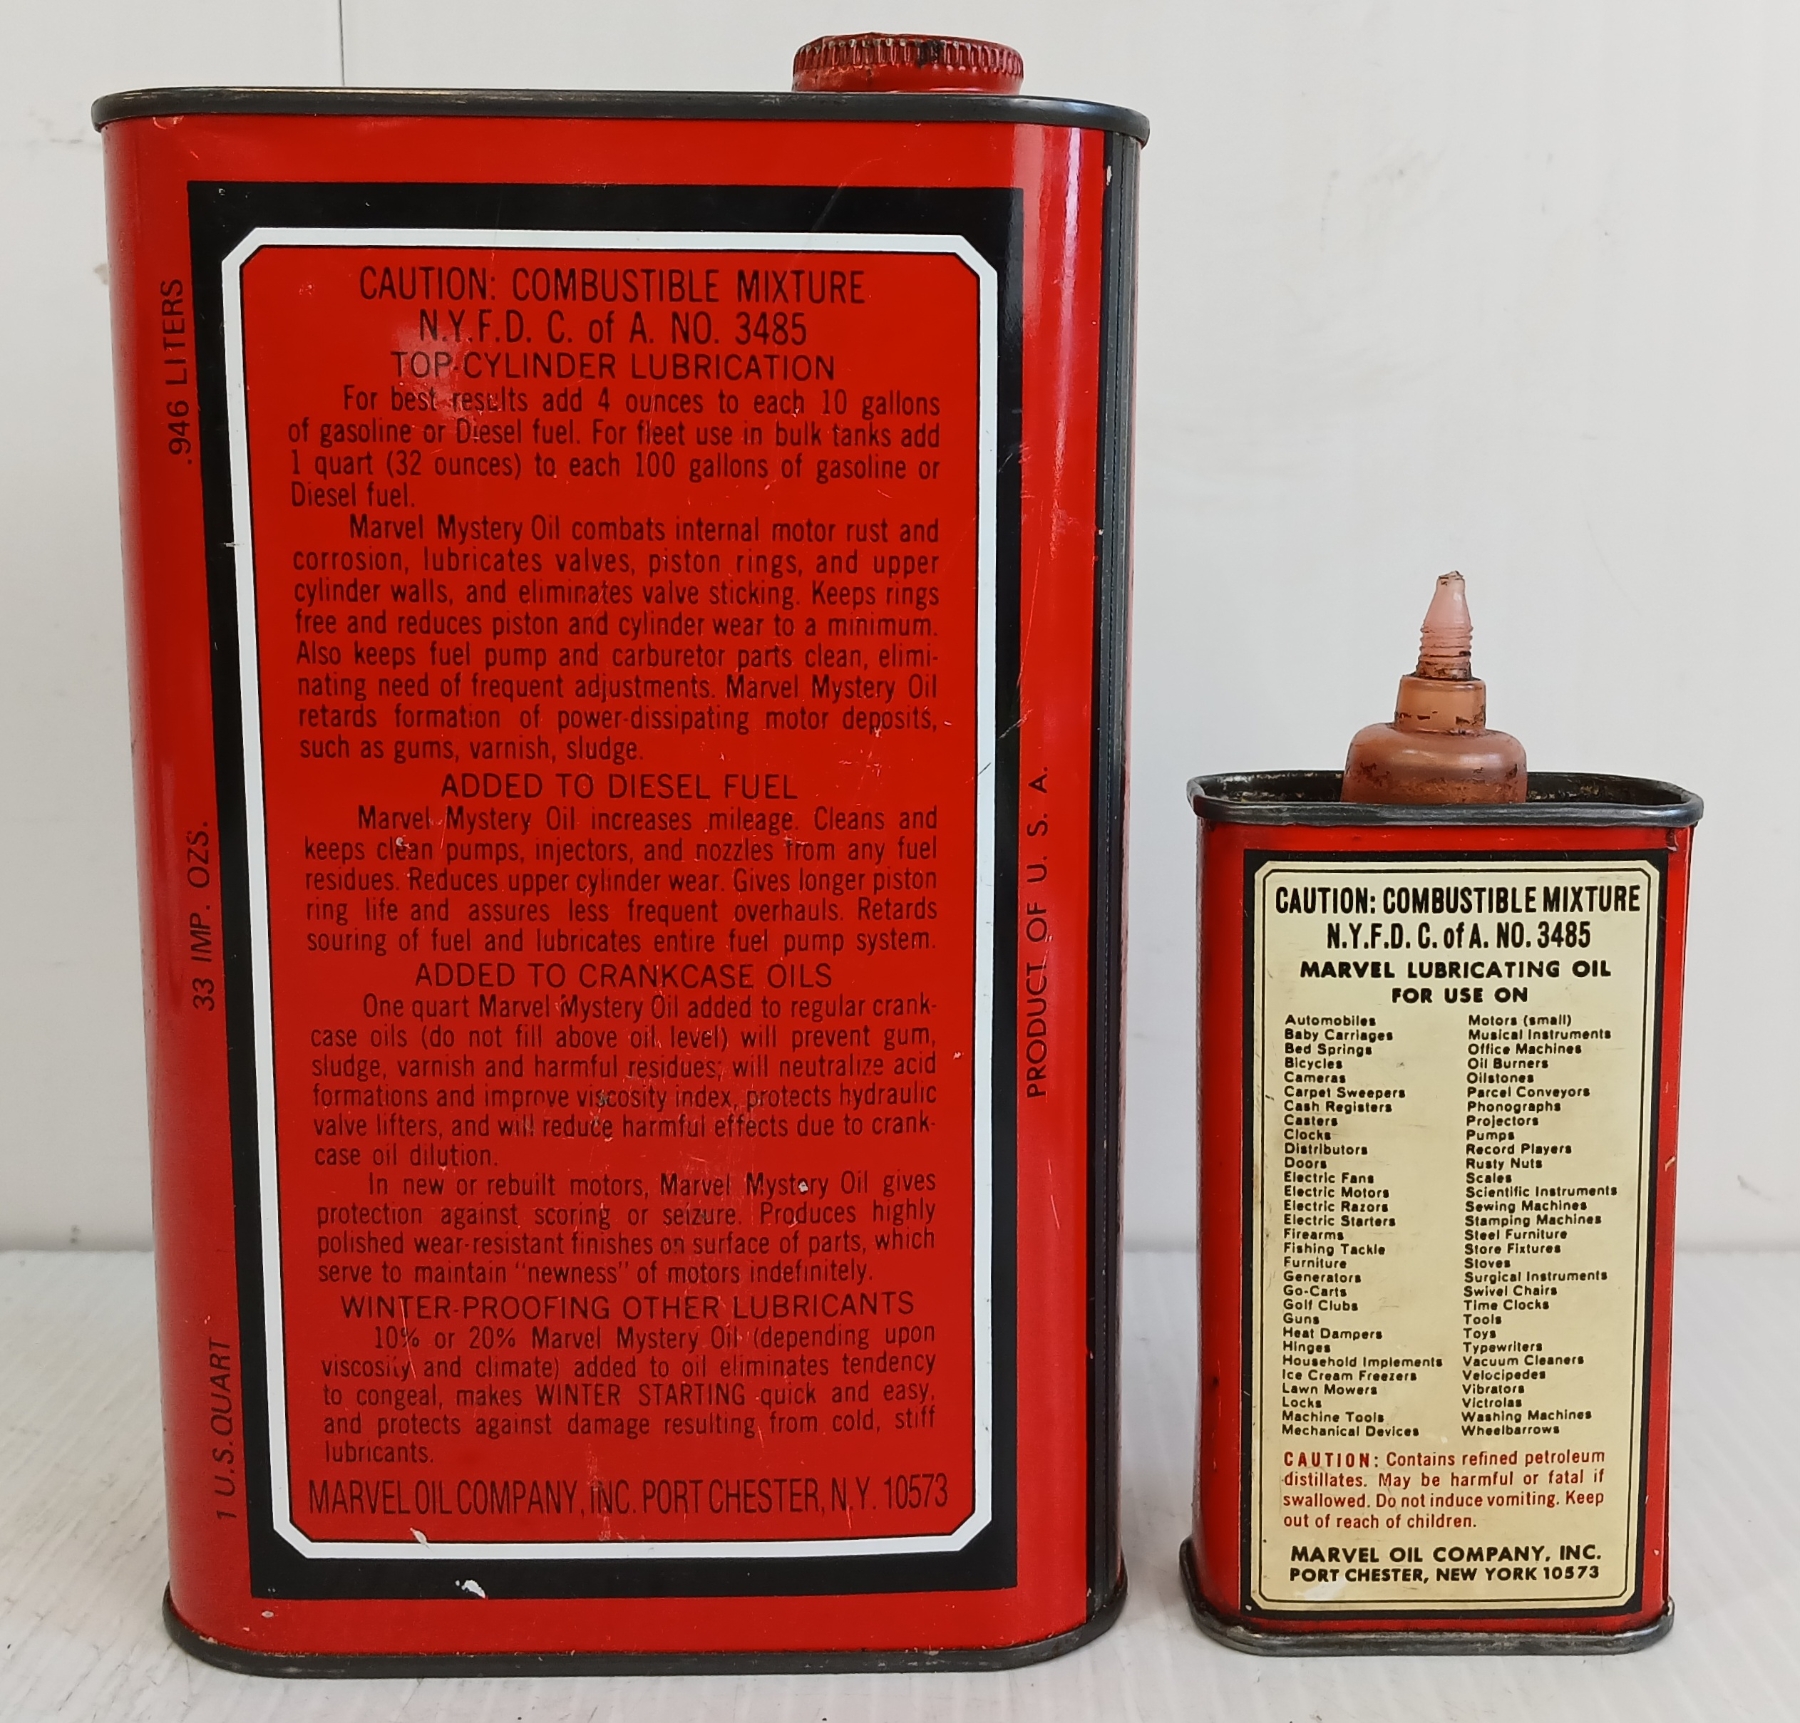 CAUTION: COMBUSTIBLE MIXTURE
N.Y.F.D. C. of A. NO. 3485
TOP-CYLINDER LUBRICATION
For best results add 4 ounces to each 10 gallons
of gasoline or Diesel fuel. For fleet use in bulk tanks add
1 quart (32 ounces) to each 100 gallons of gasoline or
Diesel fuel.
Marvel Mystery Oil combats internal motor rust and
corrosion, lubricates valves, piston rings, and upper
cylinder walls, and eliminates valve sticking. Keeps rings
free and reduces piston and cylinder wear to a minimum.
Also keeps fuel pump and carburetor parts clean, elimi-
nating need of frequent adjustments. Marvel Mystery Oil
retards formation of power-dissipating motor deposits,
such as gums, varnish, sludge.
ADDED TO DIESEL FUEL
Marvel Mystery Oil increases mileage. Cleans and
keeps clean pumps, injectors, and nozzles from any fuel
residues. Reduces upper cylinder wear. Gives longer piston
ring life and assures less frequent overhauls. Retards
souring of fuel and lubricates entire fuel pump system.
ADDED TO CRANKCASE OILS
One quart Marvel Mystery Oil added to regular crank-
case oils (do not fill above oil level) will prevent gum,
sludge, varnish and harmful residues; will neutralize acid
formations and improve viscosity index, protects hydraulic
valve lifters, and will reduce harmful effects due to crank-
case oil dilution.
In new or rebuilt motors, Marvel Mystery Oil gives
protection against scoring or seizure. Produces highly
polished wear-resistant finishes on surface of parts, which
serve to maintain "newness" of motors indefinitely.
WINTER-PROOFING OTHER LUBRICANTS
10% or 20% Marvel Mystery Oil (depending upon
viscosity and climate) added to oil eliminates tendency
to congeal, makes WINTER STARTING quick and easy,
and protects against damage resulting from cold, stiff
lubricants.
MARVEL OIL COMPANY, INC. PORT CHESTER, N.Y. 10573
1 U.S. QUART 33 IMP. OZS. .946 LITERS
PRODUCT OF U. S. A.
CAUTION: COMBUSTIBLE MIXTURE
N.Y.F.D. C. of A. NO. 3485
MARVEL LUBRICATING OIL
FOR USE ON
Automobiles
Baby Carriages
Bed Springs
Bicycles
Cameras
Carpet Sweepers
Cash Registers
Casters
Clocks
Distributors
Doors
Electric Fans
Electric Motors
Electric Razors
Electric Starters
Firearms
Fishing Tackle
Furniture
Generators
Go-Carts
Golf Clubs
Guns
Heat Dampers
Hinges
Household Implements
Ice Cream Freezers
Lawn Mowers
Locks
Machine Tools
Mechanical Devices
Motors (small)
Musical Instruments
Office Machines
Oil Burners
Oilstones
Parcel Conveyors
Phonographs
Projectors
Pumps
Record Players
Rusty Nuts
Scales
Scientific Instruments
Sewing Machines
Stamping Machines
Steel Furniture
Store Fixtures
Stoves
Surgical Instruments
Swivel Chairs
Time Clocks
Tools
Toys
Typewriters
Vacuum Cleaners
Velocipedes
Vibrators
Victrolas
Washing Machines
Wheelbarrows
CAUTION: Contains refined petroleum
distillates. May be harmful or fatal if
swallowed. Do not induce vomiting. Keep
out of reach of children.
MARVEL OIL COMPANY, INC.
PORT CHESTER, NEW YORK 10573